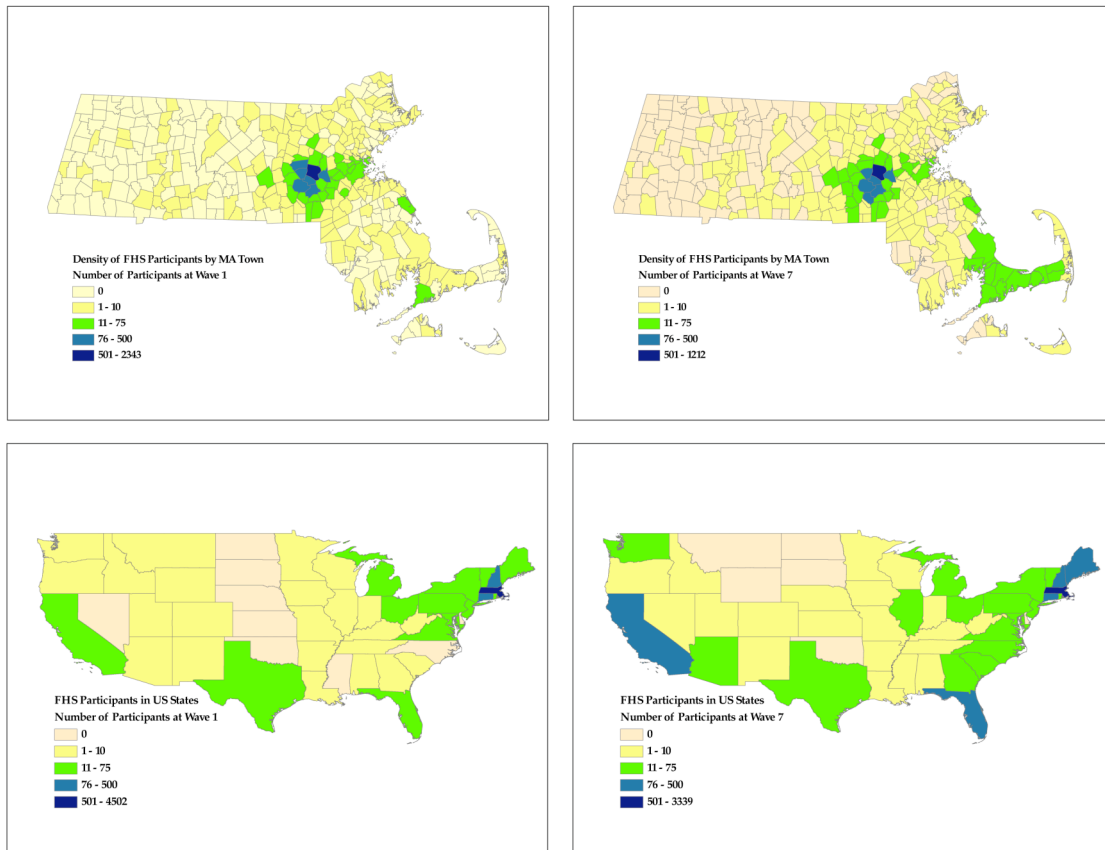 Density of FHS Participants by MA Town
Number of Participants at Wave 1
0
1 - 10
11 - 75
76 - 500
501 - 2343
Density of FHS Participants by MA Town
Number of Participants at Wave 7
0
1 - 10
11 - 75
76 - 500
501 - 1212
FHS Participants in US States
Number of Participants at Wave 1
0
1 - 10
11 - 75
76 - 500
501 - 4502
FHS Participants in US States
Number of Participants at Wave 7
0
1 - 10
11 - 75
76 - 500
501 - 3339